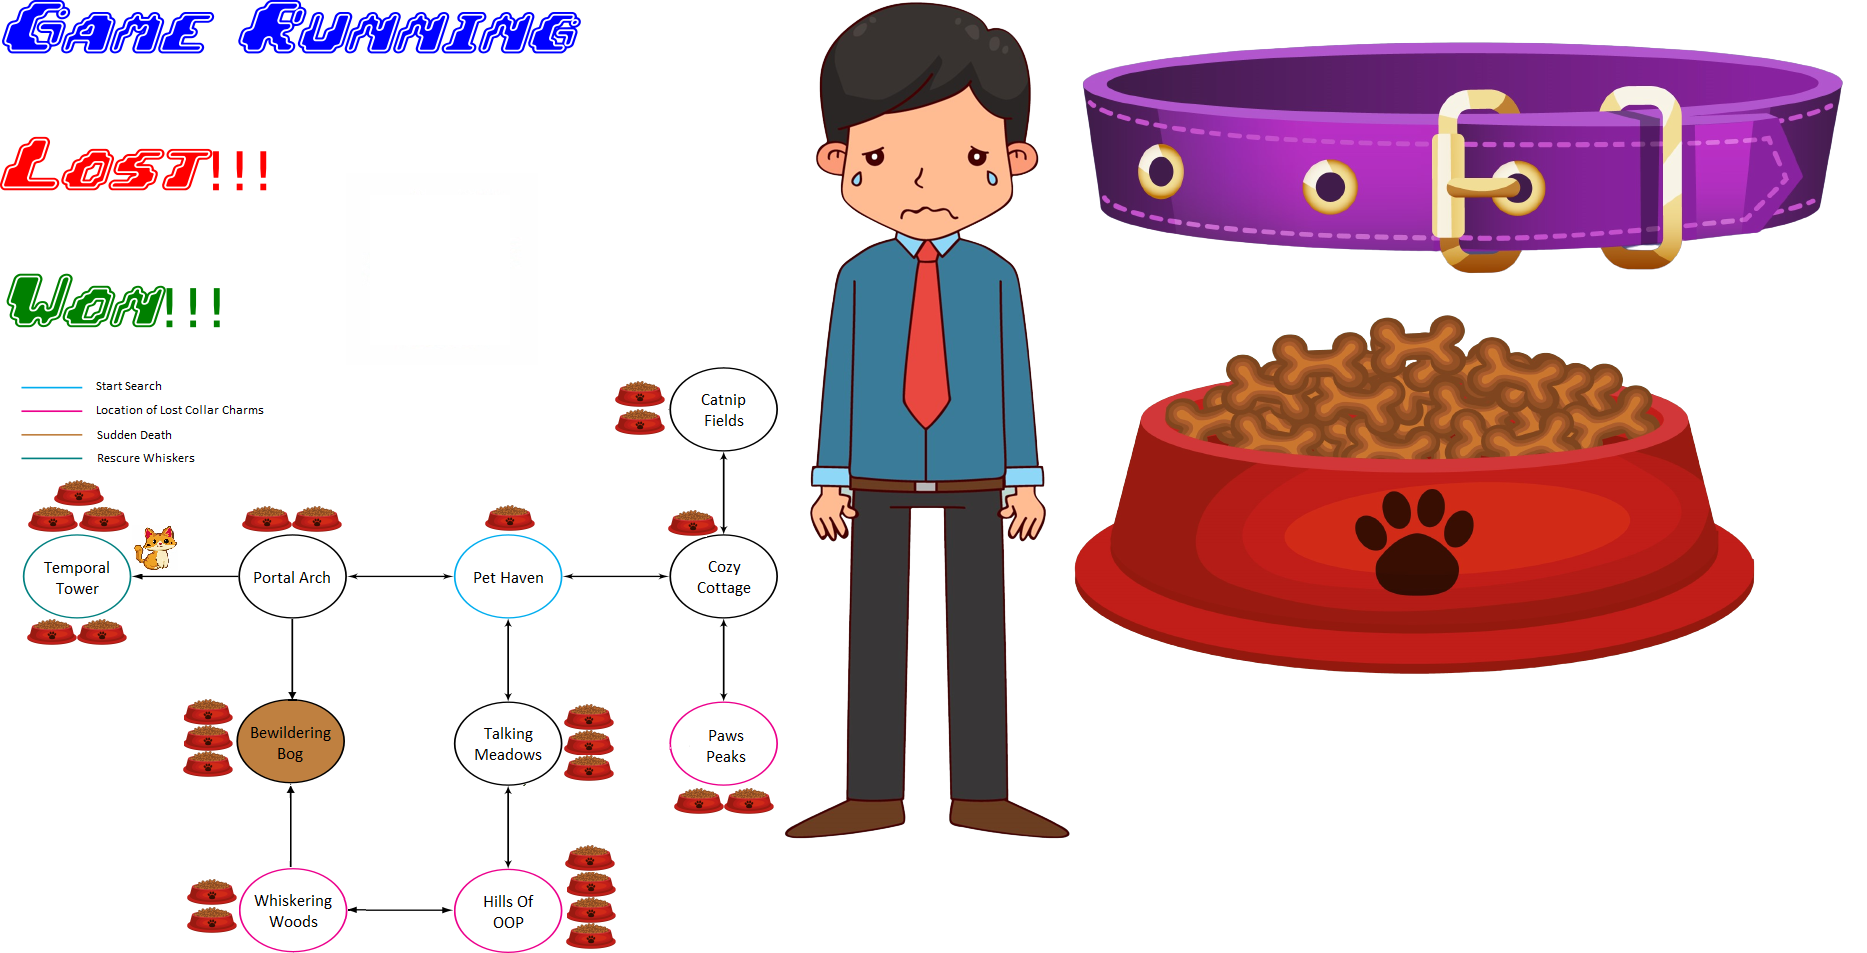 Game Running
Lost!!!
Won!!!
Start Search
Location of Lost Collar Charms
Sudden Death
Rescure Whiskers
Catnip
Fields
Temporal
Tower
Portal Arch
Pet Haven
Cozy
Cottage
Bewildering
Bog
Talking
Meadows
Paws
Peaks
Whiskering
Woods
Hills Of
OOP